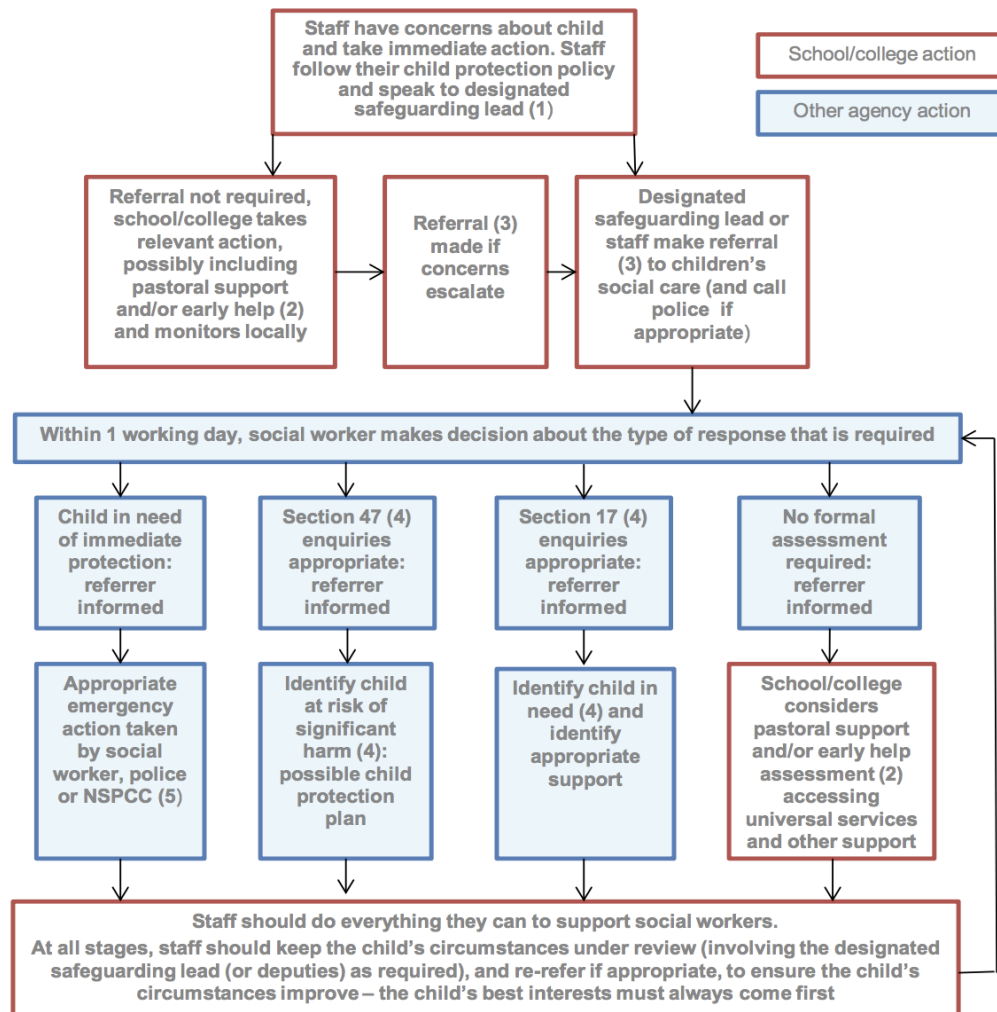 Staff have concerns about child
and take immediate action. Staff
follow their child protection policy
and speak to designated
safeguarding lead (1)
School/college action
Other agency action
Referral not required,
school/college takes
relevant action,
possibly including
pastoral support
and/or early help (2)
and monitors locally
Referral (3)
made if
concerns
escalate
Designated
safeguarding lead or
staff make referral
(3) to children's
social care (and call
police if
appropriate)
Within 1 working day, social worker makes decision about the type of response that is required
Child in need
of immediate
protection:
referrer
informed
Section 47 (4)
enquiries
appropriate:
referrer
informed
Section 17 (4)
enquiries
appropriate:
referrer
informed
No formal
assessment
required:
referrer
informed
Appropriate
emergency
action taken
by social
worker, police
or NSPCC (5)
Identify child
at risk of
significant
harm (4):
possible child
protection
plan
Identify child in
need (4) and
identify
appropriate
support
School/college
considers
pastoral support
and/or early help
assessment (2)
accessing
universal services
and other support
Staff should do everything they can to support social workers.
At all stages, staff should keep the child's circumstances under review (involving the designated
safeguarding lead (or deputies) as required), and re-refer if appropriate, to ensure the child's
circumstances improve – the child's best interests must always come first